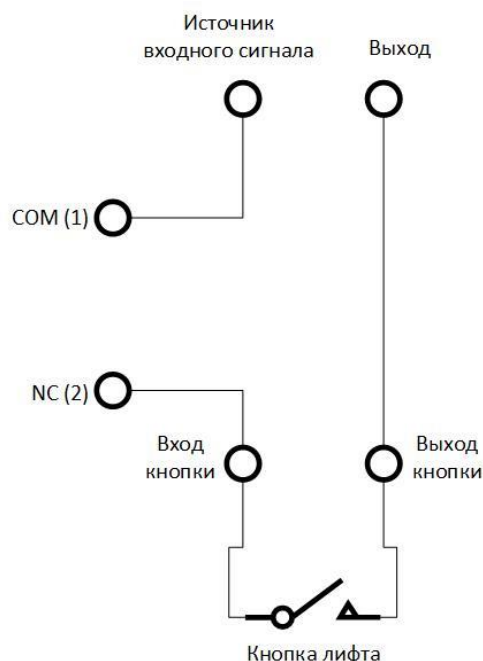 Источник
входного сигнала
Выход
COM (1)
NC (2)
Вход
кнопки
Выход
кнопки
Кнопка лифта